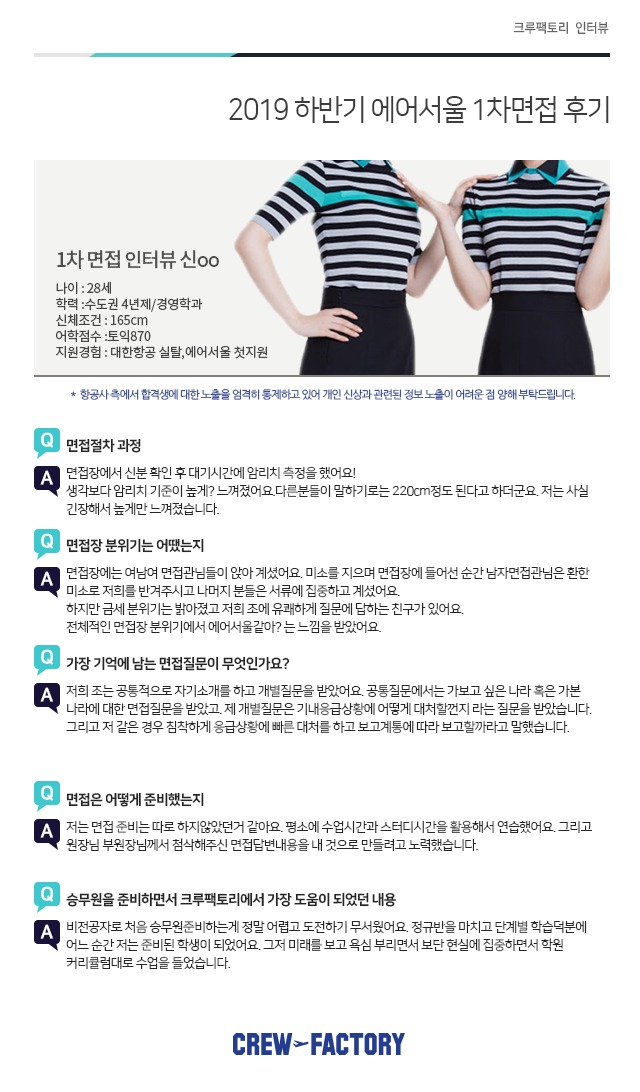 크루팩토리 인터뷰
2019 하반기 에어서울 1차면접 후기
1차 면접 인터뷰 신oo
나이 : 28세
학력 :수도권 4년제/경영학과
신체조건 : 165cm
어학점수 :토익870
지원경험 : 대한항공 실탈,에어서울 첫지원
* 항공사 측에서 합격생에 대한 노출을 엄격히 통제하고 있어 개인 신상과 관련된 정보 노출이 어려운 점 양해 부탁드립니다.
Q 면접절차 과정
A 면접장에서 신분 확인 후 대기시간에 암리치 측정을 했어요!
생각보다 암리치 기준이 높게? 느껴졌어요.다른분들이 말하기로는 220cm정도 된다고 하더군요. 저는 사실
긴장해서 높게만 느껴졌습니다.
Q 면접장 분위기는 어땠는지
A 면접장에는 여남여 면접관님들이 앉아 계셨어요. 미소를 지으며 면접장에 들어선 순간 남자면접관님은 환한
미소로 저희를 반겨주시고 나머지 분들은 서류에 집중하고 계셨어요.
하지만 금세 분위기는 밝아졌고 저희 조에 유쾌하게 질문에 답하는 친구가 있어요.
전체적인 면접장 분위기에서 에어서울같아? 는 느낌을 받았어요.
Q 가장 기억에 남는 면접질문이 무엇인가요?
A 저희 조는 공통적으로 자기소개를 하고 개별질문을 받았어요. 공통질문에서는 가보고 싶은 나라 혹은 가본
나라에 대한 면접질문을 받았고. 제 개별질문은 기내응급상황에 어떻게 대처할껀지 라는 질문을 받았습니다.
그리고 저 같은 경우 침착하게 응급상황에 빠른 대처를 하고 보고계통에 따라 보고할까라고 말했습니다.
Q 면접은 어떻게 준비했는지
A 저는 면접 준비는 따로 하지않았던거 같아요. 평소에 수업시간과 스터디시간을 활용해서 연습했어요. 그리고
원장님 부원장님께서 첨삭해주신 면접답변내용을 내 것으로 만들려고 노력했습니다.
Q 승무원을 준비하면서 크루팩토리에서 가장 도움이 되었던 내용
A 비전공자로 처음 승무원준비하는게 정말 어렵고 도전하기 무서웠어요. 정규반을 마치고 단계별 학습덕분에
어느 순간 저는 준비된 학생이 되었어요. 그저 미래를 보고 욕심 부리면서 보단 현실에 집중하면서 학원
커리큘럼대로 수업을 들었습니다.
CREW FACTORY